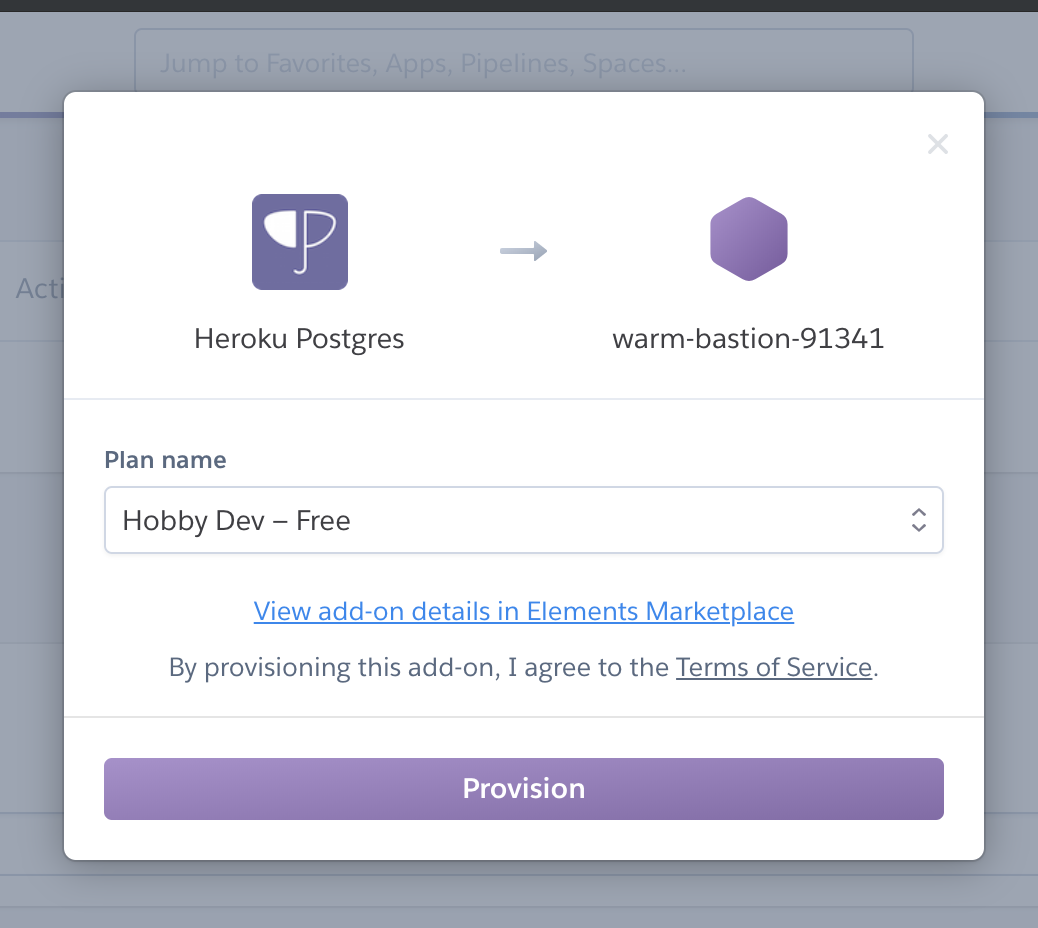 Jump to Favorites, Apps, Pipelines, Spaces...
Acti
Heroku Postgres
warm-bastion-91341
Plan name
Hobby Dev – Free
View add-on details in Elements Marketplace
By provisioning this add-on, I agree to the Terms of Service.
Provision